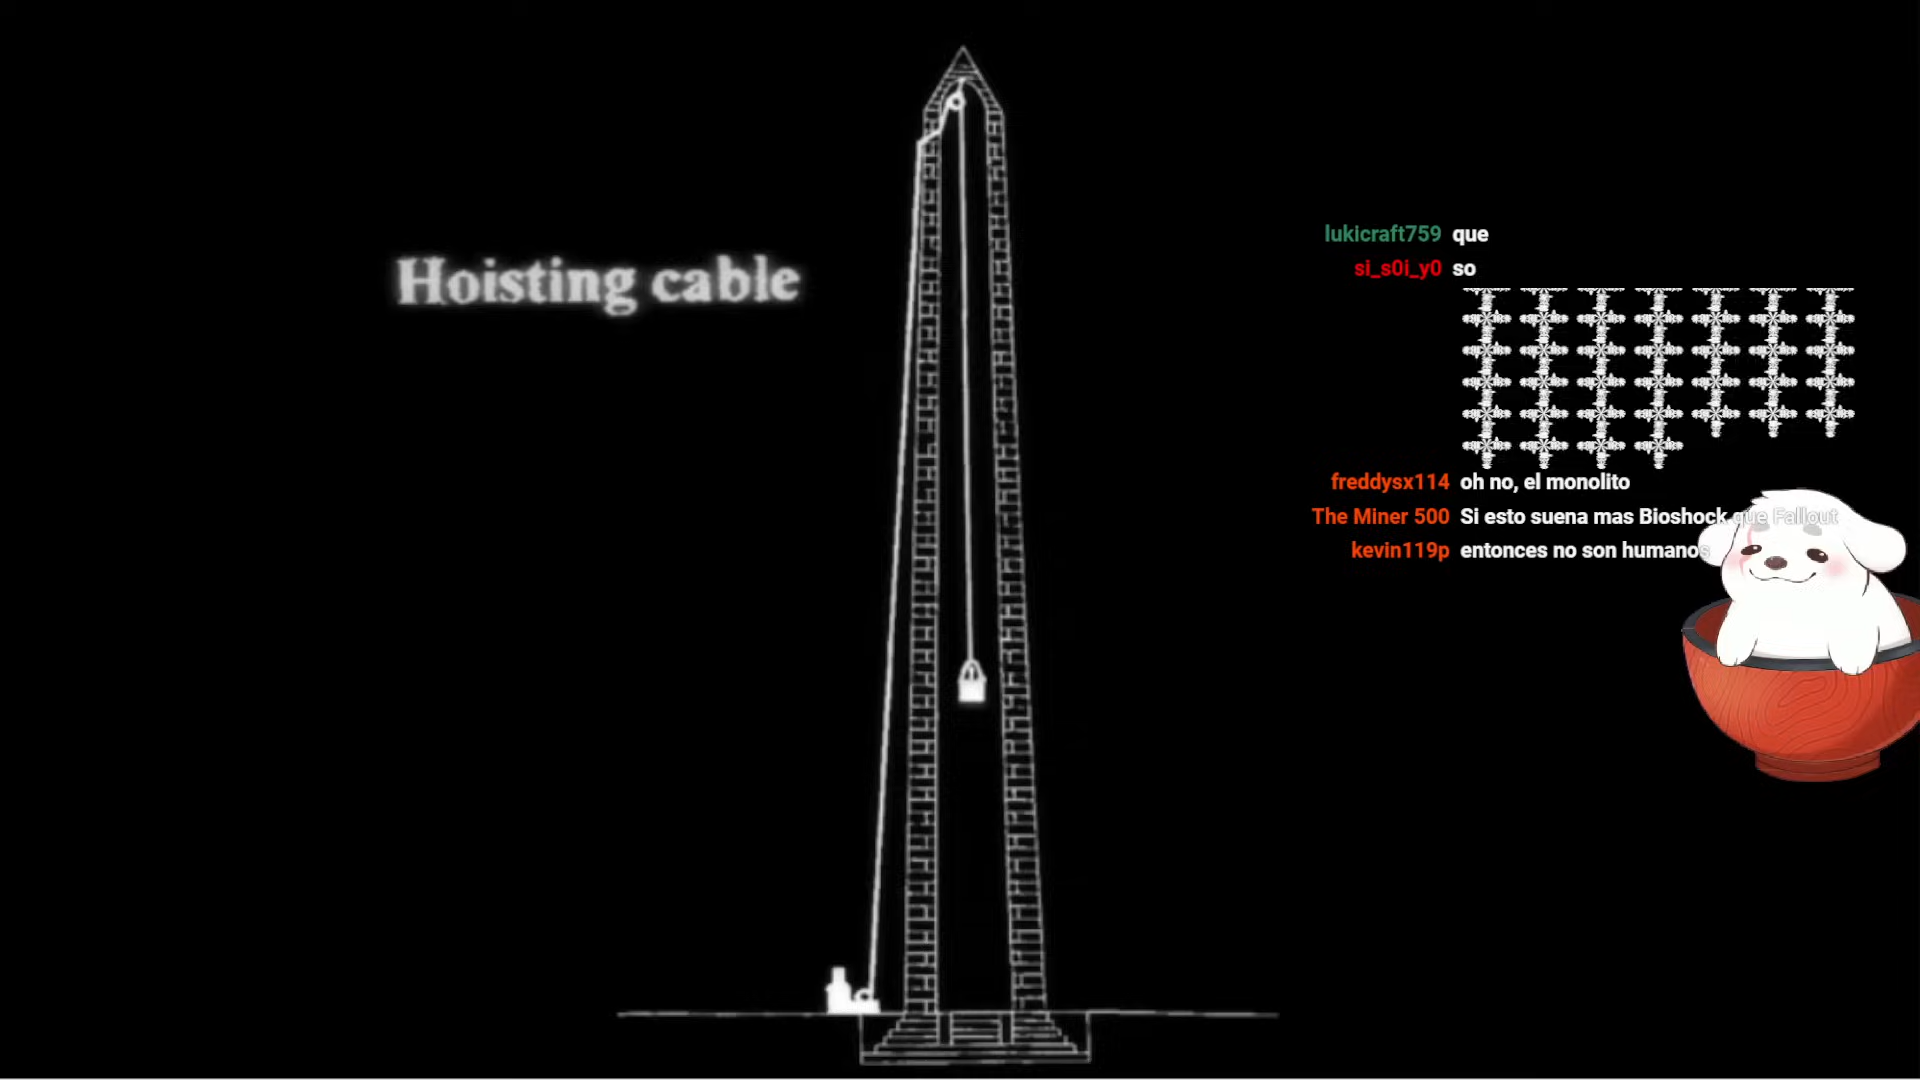 Hoisting cable
lukicraft759 que
si_s0i_y0 so
freddysx114 oh no, el monolito
The Miner 500 Si esto suena mas Bioshock que Fallout
kevin119p entonces no son humanos